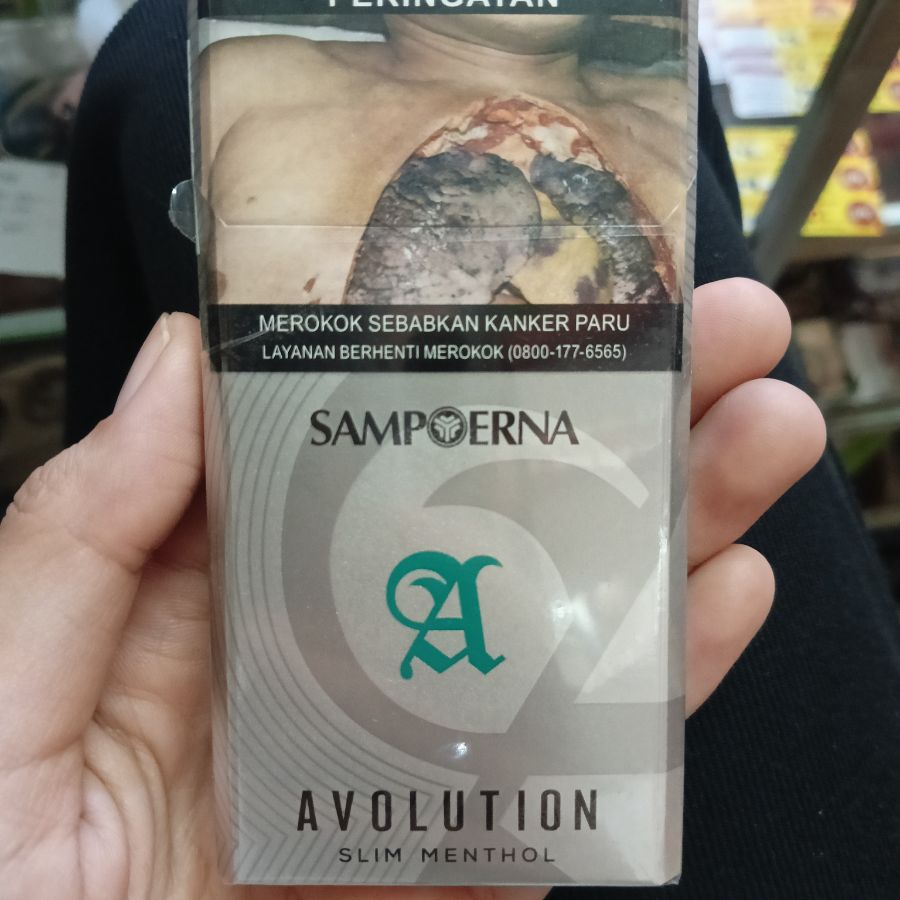 PERINGATAN
MEROKOK SEBABKAN KANKER PARU
LAYANAN BERHENTI MEROKOK (0800-177-6565)
SAMPOERNA
A
AVOLUTION
SLIM MENTHOL